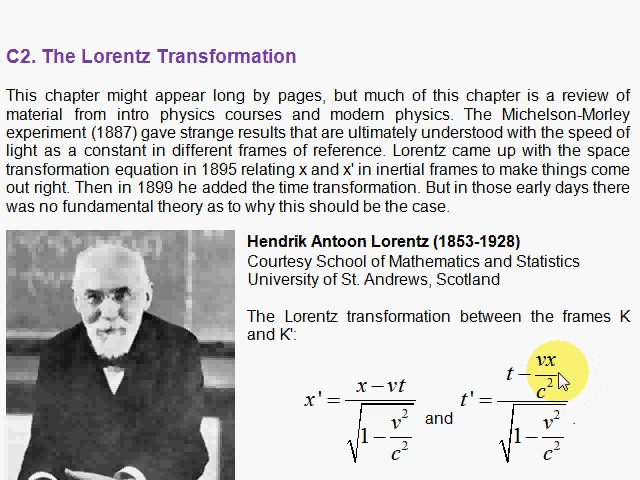 C2. The Lorentz Transformation
This chapter might appear long by pages, but much of this chapter is a review of
material from intro physics courses and modern physics. The Michelson-Morley
experiment (1887) gave strange results that are ultimately understood with the speed of
light as a constant in different frames of reference. Lorentz came up with the space
transformation equation in 1895 relating x and x' in inertial frames to make things come
out right. Then in 1899 he added the time transformation. But in those early days there
was no fundamental theory as to why this should be the case.
Hendrik Antoon Lorentz (1853-1928)
Courtesy School of Mathematics and Statistics
University of St. Andrews, Scotland
The Lorentz transformation between the frames K
and K':
x' = (x − vt) / √(1 − v²/c²) and t' = (t − vx/c²) / √(1 − v²/c²) .